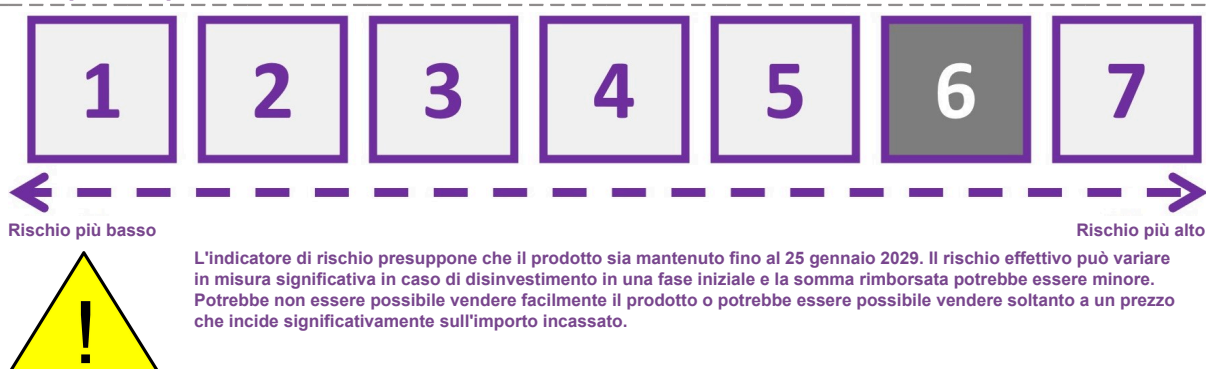 1 2 3 4 5 6 7
Rischio più basso Rischio più alto
L'indicatore di rischio presuppone che il prodotto sia mantenuto fino al 25 gennaio 2029. Il rischio effettivo può variare
in misura significativa in caso di disinvestimento in una fase iniziale e la somma rimborsata potrebbe essere minore.
Potrebbe non essere possibile vendere facilmente il prodotto o potrebbe essere possibile vendere soltanto a un prezzo
che incide significativamente sull'importo incassato.
!